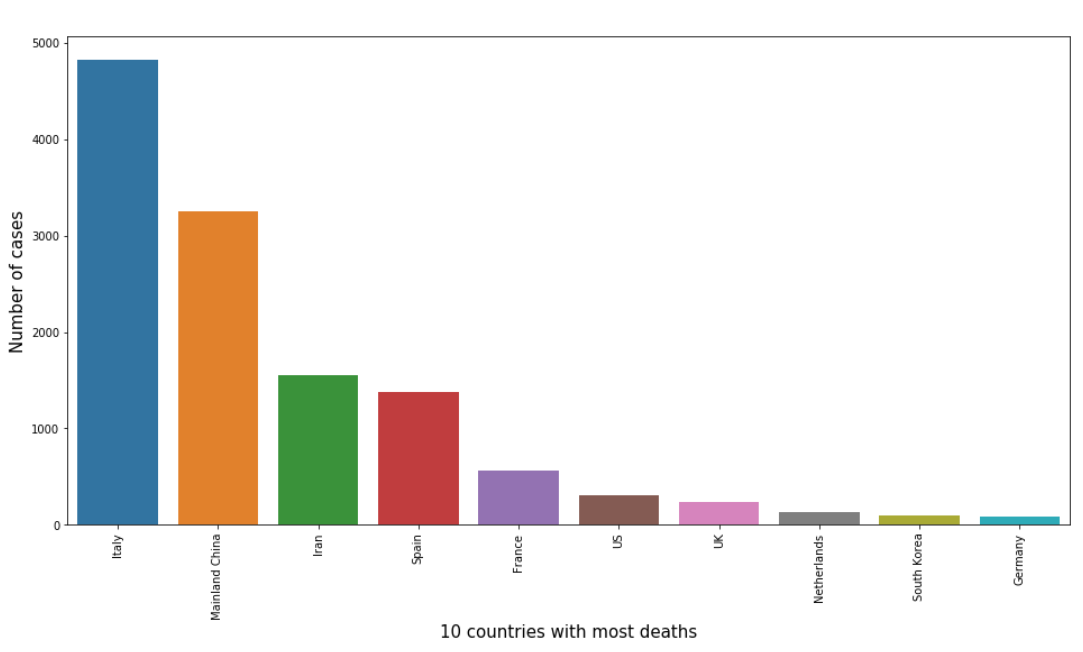 5000
4000
3000
2000
1000
0
Number of cases
Italy
Mainland China
Iran
Spain
France
US
UK
Netherlands
South Korea
Germany
10 countries with most deaths